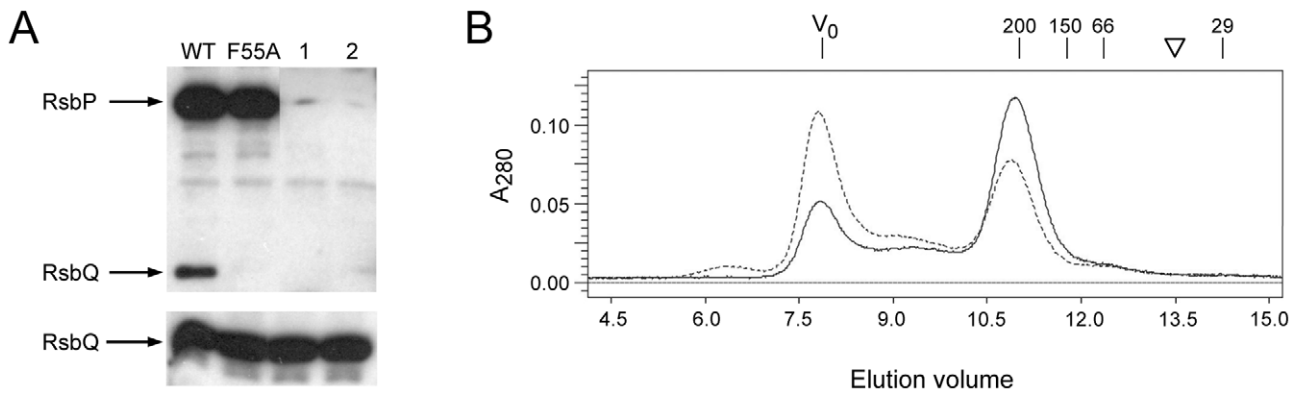 A
WT F55A 1 2
RsbP
RsbQ
RsbQ
B
V0 200 150 66 29
A280
0.10
0.05
0.00
4.5 6.0 7.5 9.0 10.5 12.0 13.5 15.0
Elution volume